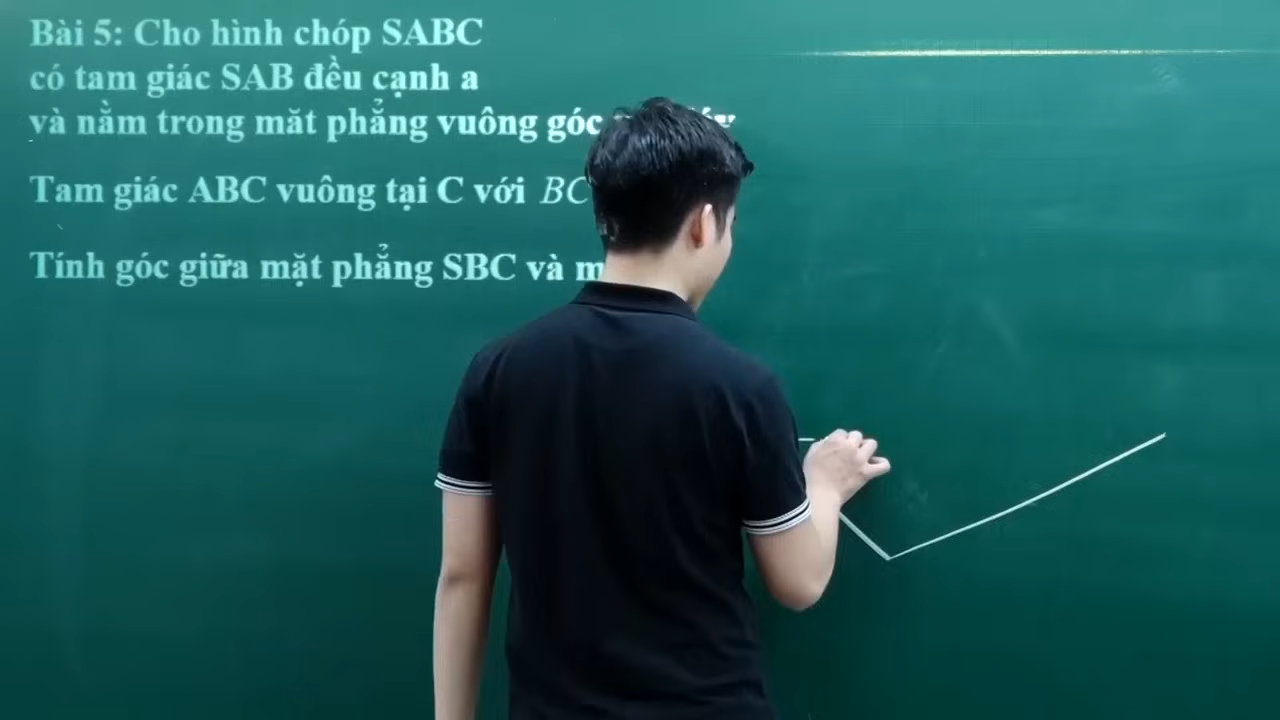 Bài 5: Cho hình chóp SABC
có tam giác SAB đều cạnh a
và nằm trong măt phẳng vuông góc
Tam giác ABC vuông tại C với BC
Tính góc giữa mặt phẳng SBC và